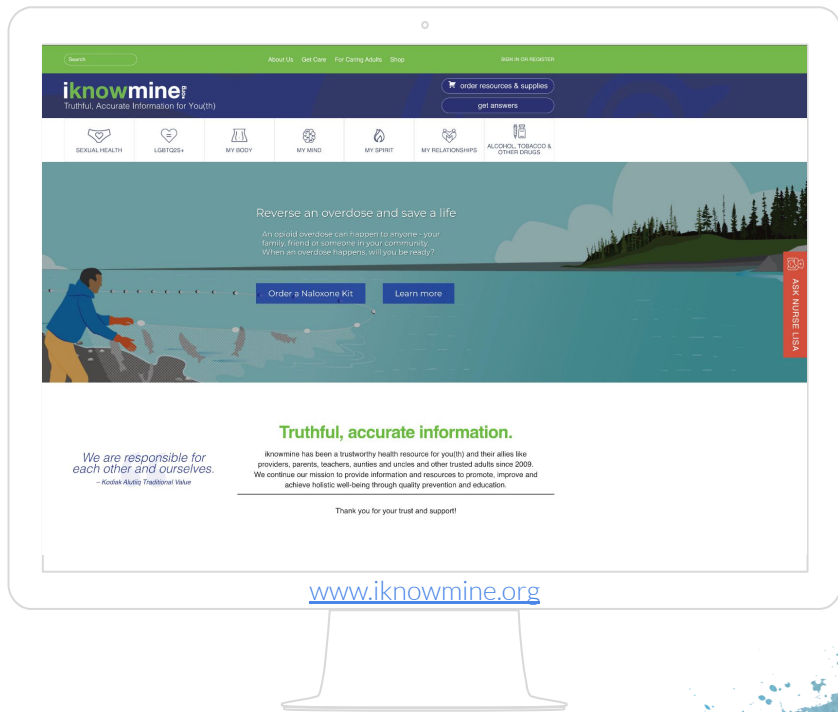 Search
About Us Get Care For Caring Adults Shop
SIGN IN OR REGISTER
iknowmine.org
Truthful, Accurate Information for You(th)
order resources & supplies
get answers
SEXUAL HEALTH
LGBTQ2S+
MY BODY
MY MIND
MY SPIRIT
MY RELATIONSHIPS
ALCOHOL, TOBACCO &
OTHER DRUGS
Reverse an overdose and save a life
An opioid overdose can happen to anyone - your
family, friend or someone in your community.
When an overdose happens, will you be ready?
Order a Naloxone Kit
Learn more
ASK NURSE LISA
We are responsible for
each other and ourselves.
– Kodiak Alutiiq Traditional Value
Truthful, accurate information.
iknowmine has been a trustworthy health resource for you(th) and their allies like
providers, parents, teachers, aunties and uncles and other trusted adults since 2009.
We continue our mission to provide information and resources to promote, improve and
achieve holistic well-being through quality prevention and education.
Thank you for your trust and support!
www.iknowmine.org